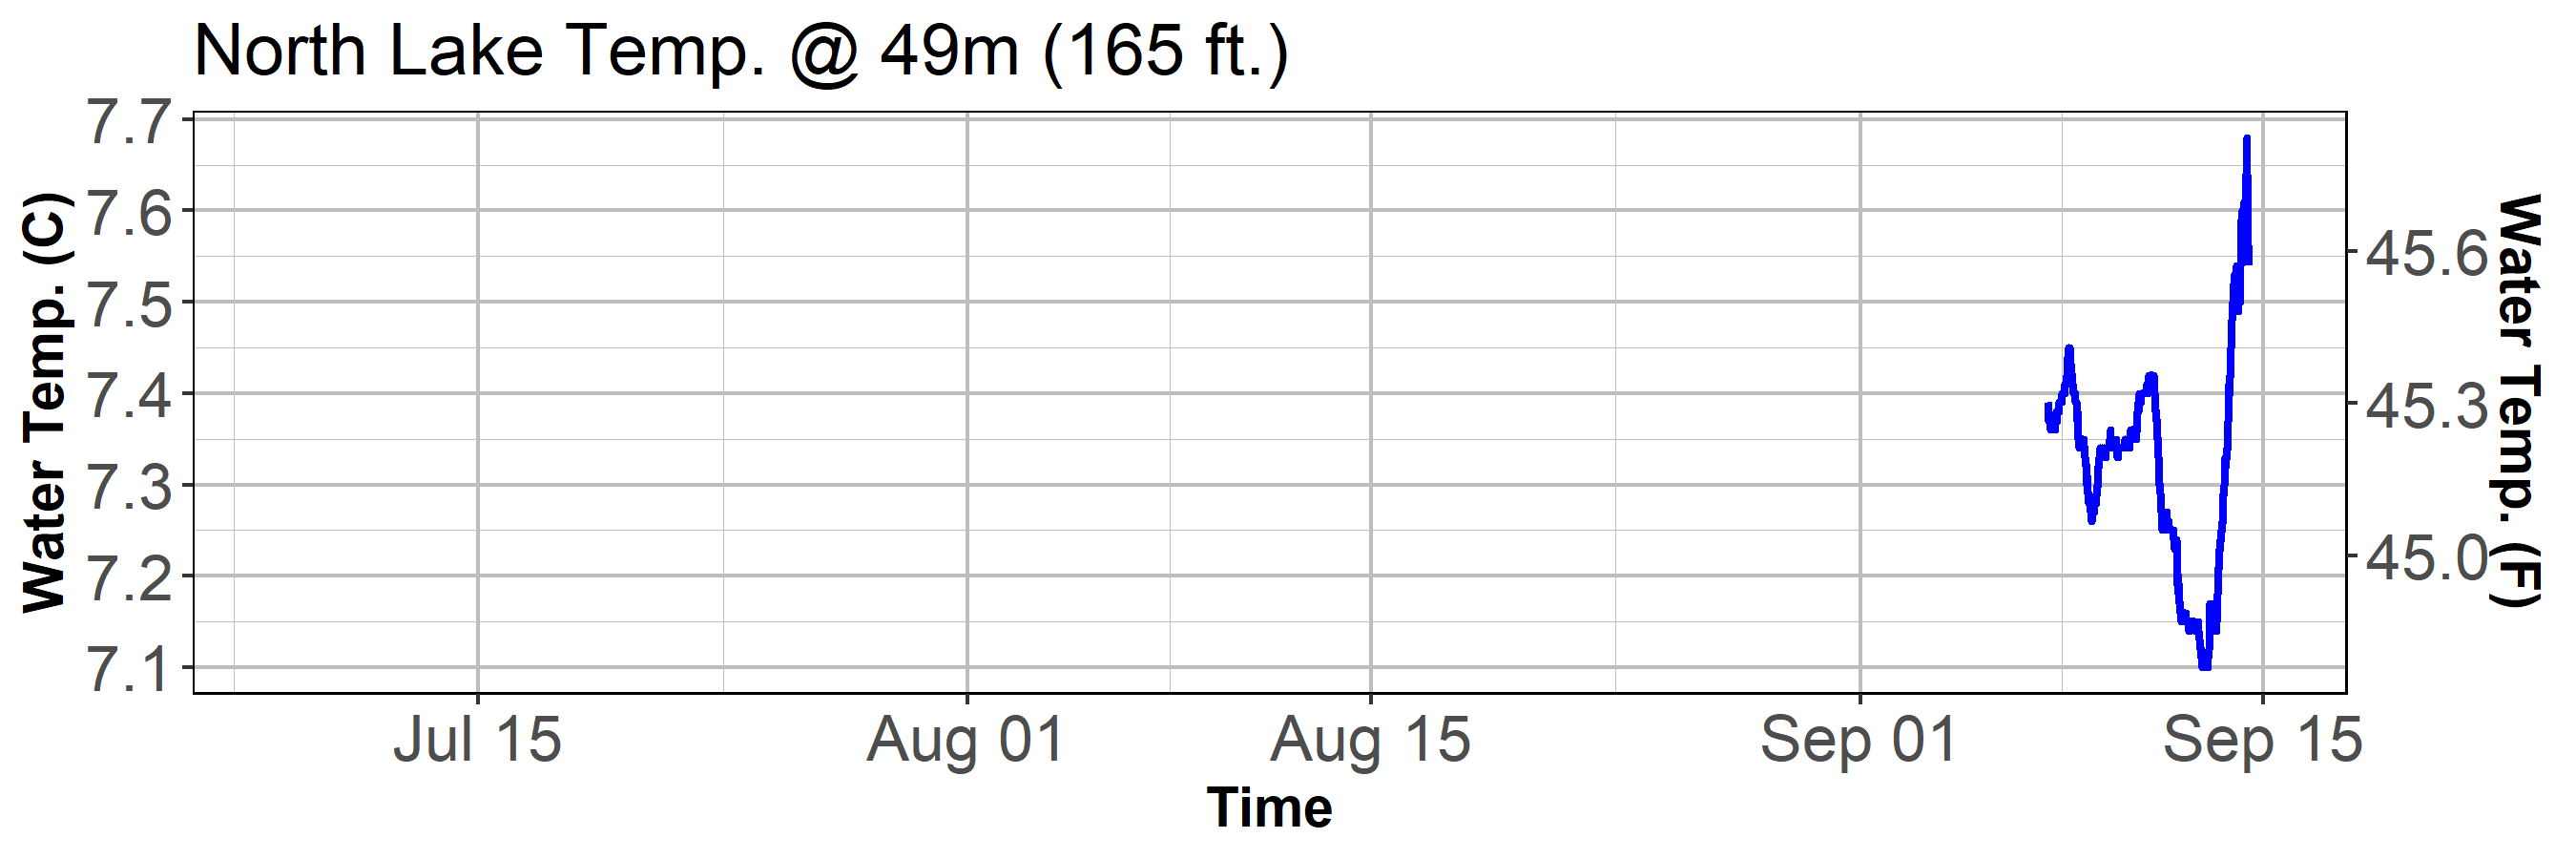 North Lake Temp. @ 49m (165 ft.)
Water Temp. (C)
7.7
7.6
7.5
7.4
7.3
7.2
7.1
45.6
45.3
45.0
Water Temp. (F)
Jul 15
Aug 01
Aug 15
Sep 01
Sep 15
Time